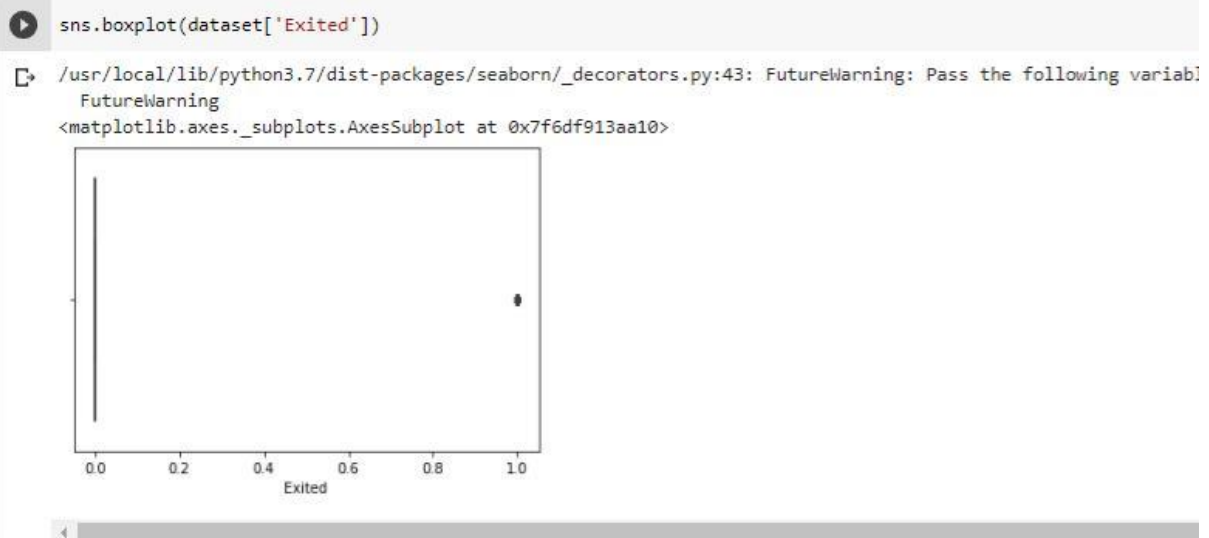 sns.boxplot(dataset['Exited'])
/usr/local/lib/python3.7/dist-packages/seaborn/_decorators.py:43: FutureWarning: Pass the following variabl
FutureWarning
<matplotlib.axes._subplots.AxesSubplot at 0x7f6df913aa10>
0.0 0.2 0.4 0.6 0.8 1.0
Exited